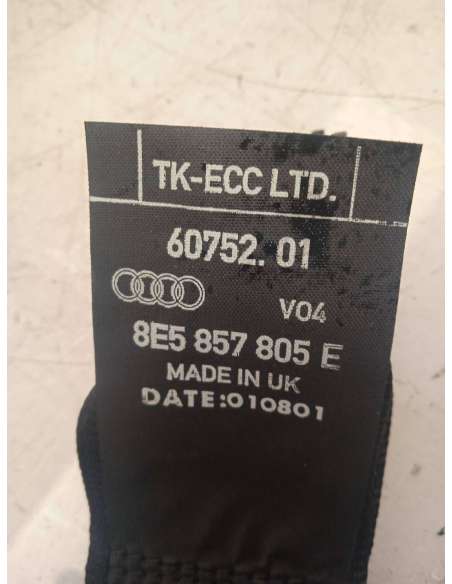 TK-ECC LTD.
60752. 01
V04
8E5 857 805 E
MADE IN UK
DATE:010801